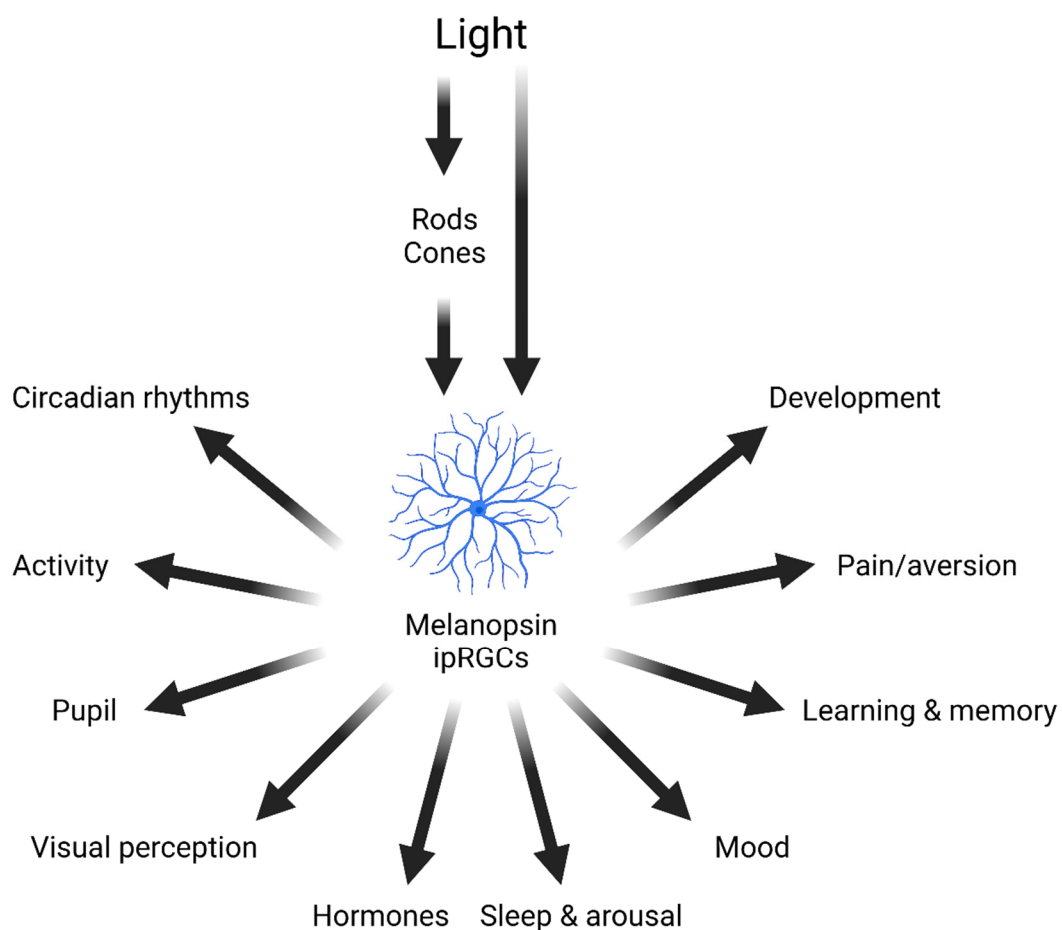 Light
Rods
Cones
Circadian rhythms
Development
Activity
Pain/aversion
Melanopsin
ipRGCs
Pupil
Learning & memory
Visual perception
Mood
Hormones
Sleep & arousal